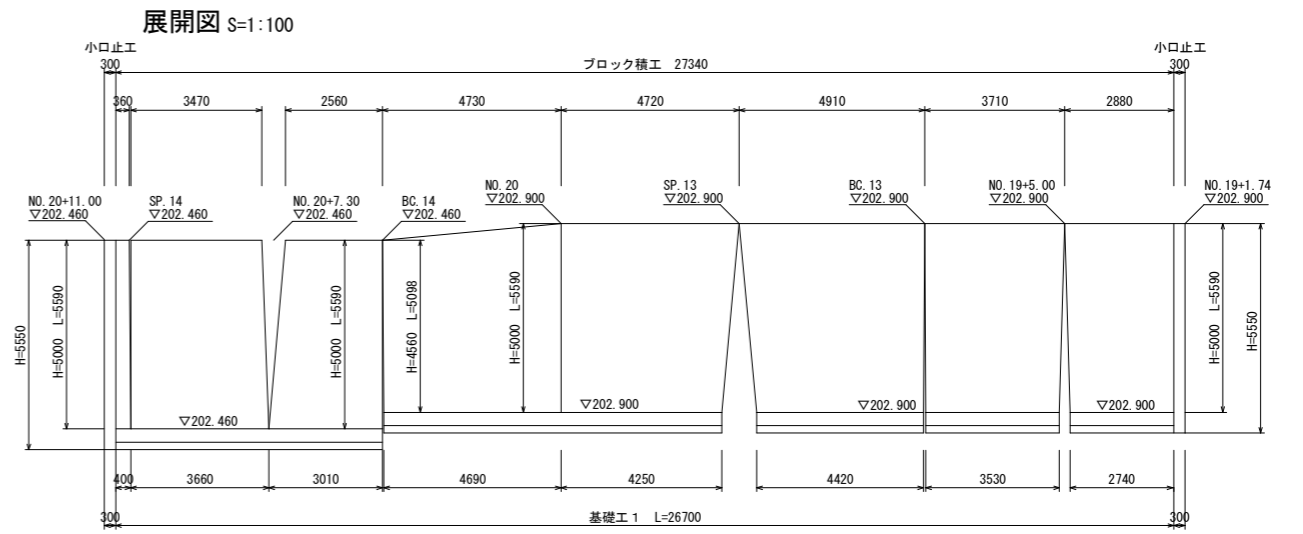 展開図 S=1:100
小口止工 小口止工
300 ブロック積工 27340 300
360 3470 2560 4730 4720 4910 3710 2880
NO.20+11.00 SP.14 NO.20+7.30 BC.14 NO.20 SP.13 BC.13 NO.19+5.00 NO.19+1.74
▽202.460 ▽202.460 ▽202.460 ▽202.460 ▽202.900 ▽202.900 ▽202.900 ▽202.900 ▽202.900
H=5550
H=5000 L=5590
H=5000 L=5590
H=4560 L=5098
H=5000 L=5590
H=5000 L=5590
H=5550
▽202.460 ▽202.900 ▽202.900 ▽202.900
400 3660 3010 4690 4250 4420 3530 2740
300 基礎工1 L=26700 300